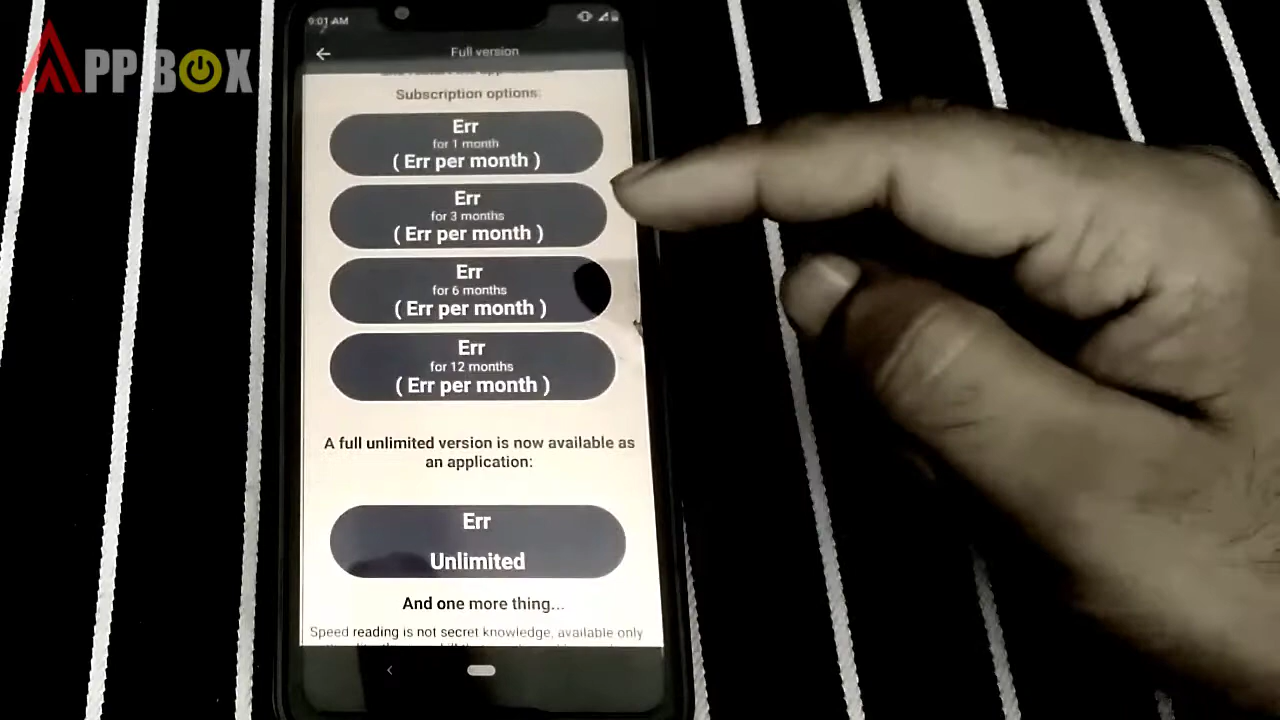 APP BOX
9:01 AM
Full version
Subscription options:
Err
for 1 month
( Err per month )
Err
for 3 months
( Err per month )
Err
for 6 months
( Err per month )
Err
for 12 months
( Err per month )
A full unlimited version is now available as
an application:
Err
Unlimited
And one more thing...
Speed reading is not secret knowledge, available only